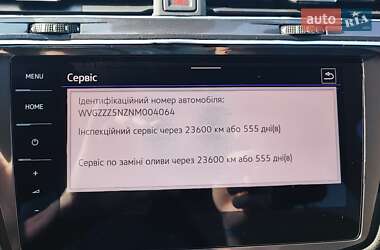 auto RIA
MENU
Сервіс
HOME
Ідентифікаційний номер автомобіля:
WVGZZZ5NZNM004064
Інспекційний сервіс через 23600 км або 555 дні(в)
Сервіс по заміні оливи через 23600 км або 555 дні(в)